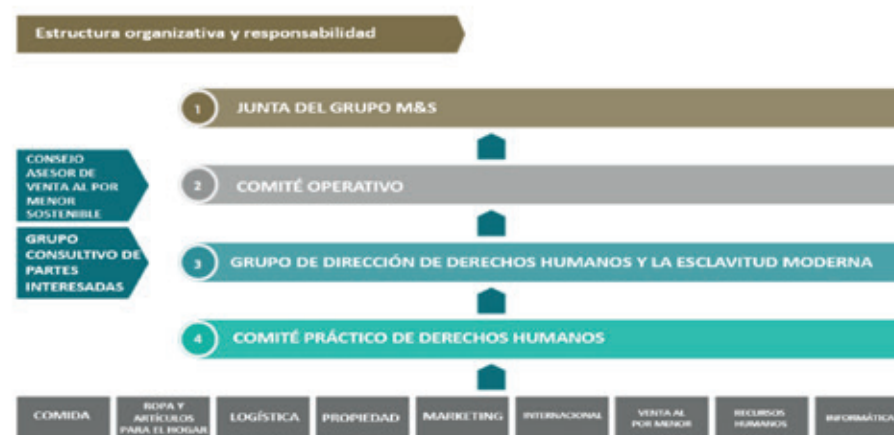 Estructura organizativa y responsabilidad
1 JUNTA DEL GRUPO M&S
CONSEJO
ASESOR DE
VENTA AL POR
MENOR
SOSTENIBLE
2 COMITÉ OPERATIVO
GRUPO
CONSULTIVO DE
PARTES
INTERESADAS
3 GRUPO DE DIRECCIÓN DE DERECHOS HUMANOS Y LA ESCLAVITUD MODERNA
4 COMITÉ PRÁCTICO DE DERECHOS HUMANOS
COMIDA
ROPA Y
ARTÍCULOS
PARA EL HOGAR
LOGÍSTICA
PROPIEDAD
MARKETING
INTERNACIONAL
VENTA AL
POR MENOR
RECURSOS
HUMANOS
INFORMÁTICA